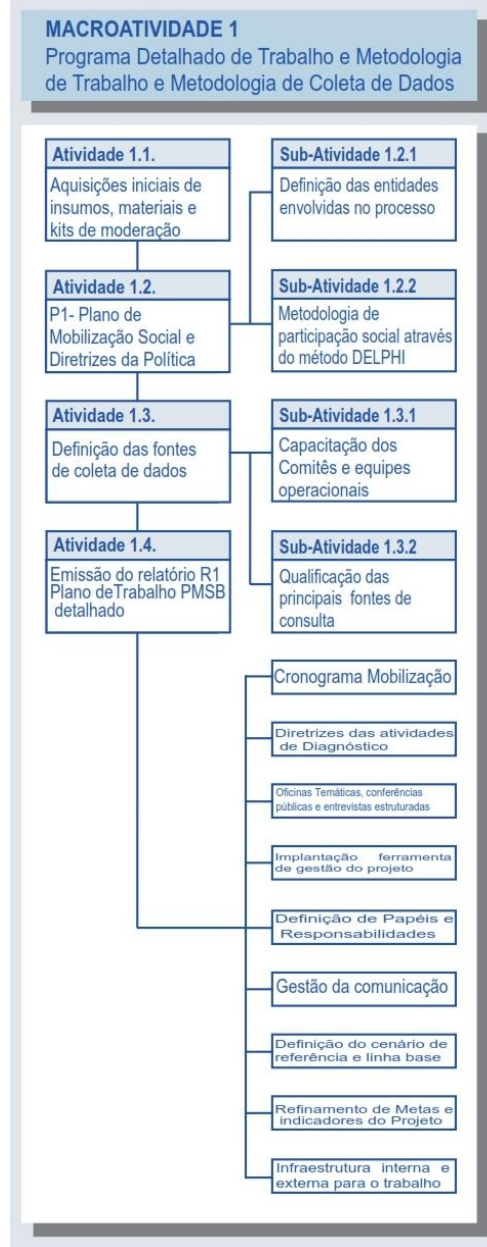 MACROATIVIDADE 1
Programa Detalhado de Trabalho e Metodologia
de Trabalho e Metodologia de Coleta de Dados
Atividade 1.1.
Aquisições iniciais de
insumos, materiais e
kits de moderação
Sub-Atividade 1.2.1
Definição das entidades
envolvidas no processo
Atividade 1.2.
P1- Plano de
Mobilização Social e
Diretrizes da Política
Sub-Atividade 1.2.2
Metodologia de
participação social através
do método DELPHI
Atividade 1.3.
Definição das fontes
de coleta de dados
Sub-Atividade 1.3.1
Capacitação dos
Comitês e equipes
operacionais
Atividade 1.4.
Emissão do relatório R1
Plano deTrabalho PMSB
detalhado
Sub-Atividade 1.3.2
Qualificação das
principais fontes de
consulta
Cronograma Mobilização
Diretrizes das atividades
de Diagnóstico
Oficinas Temáticas, conferências
públicas e entrevistas estruturadas
Implantação ferramenta
de gestão do projeto
Definição de Papéis e
Responsabilidades
Gestão da comunicação
Definição do cenário de
referência e linha base
Refinamento de Metas e
indicadores do Projeto
Infraestrutura interna e
externa para o trabalho